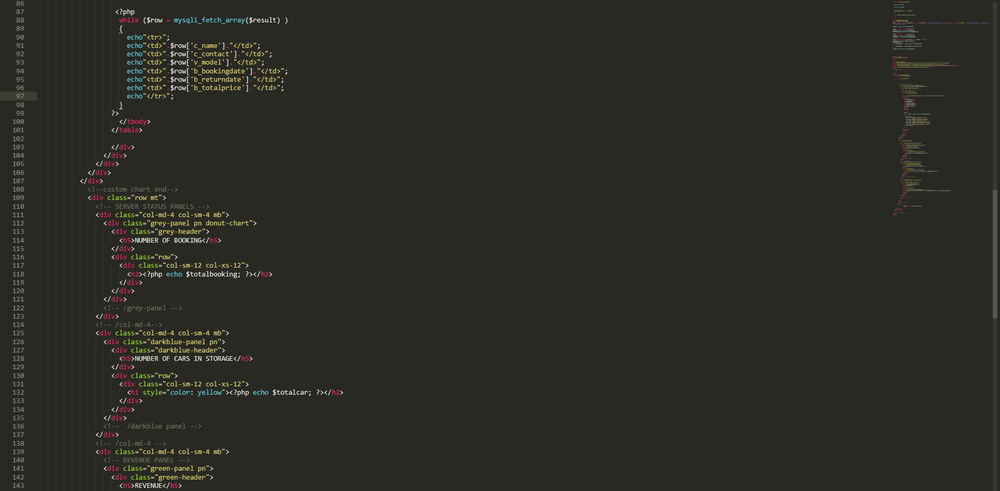 86
87 <?php
88 while ($row = mysqli_fetch_array($result) )
89 {
90 echo"<tr>";
91 echo"<td>".$row['c_name']."</td>";
92 echo"<td>".$row['c_contact']."</td>";
93 echo"<td>".$row['v_model']."</td>";
94 echo"<td>".$row['b_bookingdate']."</td>";
95 echo"<td>".$row['b_returndate']."</td>";
96 echo"<td>".$row['b_totalprice']."</td>";
97 echo"</tr>";
98 }
99 ?>
100 </tbody>
101 </table>
102
103 </div>
104 </div>
105 </div>
106 </div>
107 </div>
108 <!--custom chart end-->
109 <div class="row mt">
110 <!-- SERVER STATUS PANELS -->
111 <div class="col-md-4 col-sm-4 mb">
112 <div class="grey-panel pn donut-chart">
113 <div class="grey-header">
114 <h5>NUMBER OF BOOKING</h5>
115 </div>
116 <div class="row">
117 <div class="col-sm-12 col-xs-12">
118 <h2><?php echo $totalbooking; ?></h2>
119 </div>
120 </div>
121 </div>
122 <!-- /grey-panel -->
123 </div>
124 <!-- /col-md-4-->
125 <div class="col-md-4 col-sm-4 mb">
126 <div class="darkblue-panel pn">
127 <div class="darkblue-header">
128 <h5>NUMBER OF CARS IN STORAGE</h5>
129 </div>
130 <div class="row">
131 <div class="col-sm-12 col-xs-12">
132 <h1 style="color: yellow"><?php echo $totalcar; ?></h2>
133 </div>
134 </div>
135 </div>
136 <!--  /darkblue panel -->
137 </div>
138 <!-- /col-md-4 -->
139 <div class="col-md-4 col-sm-4 mb">
140 <!-- REVENUE PANEL -->
141 <div class="green-panel pn">
142 <div class="green-header">
143 <h5>REVENUE</h5>